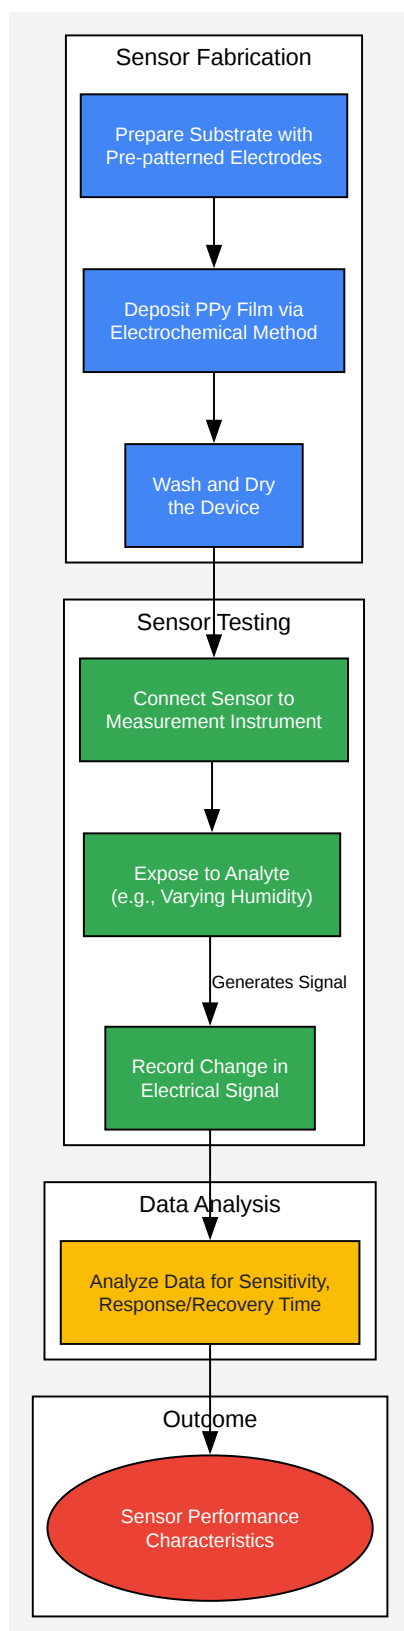 Sensor Fabrication
Prepare Substrate with
Pre-patterned Electrodes
Deposit PPy Film via
Electrochemical Method
Wash and Dry
the Device
Sensor Testing
Connect Sensor to
Measurement Instrument
Expose to Analyte
(e.g., Varying Humidity)
Generates Signal
Record Change in
Electrical Signal
Data Analysis
Analyze Data for Sensitivity,
Response/Recovery Time
Outcome
Sensor Performance
Characteristics